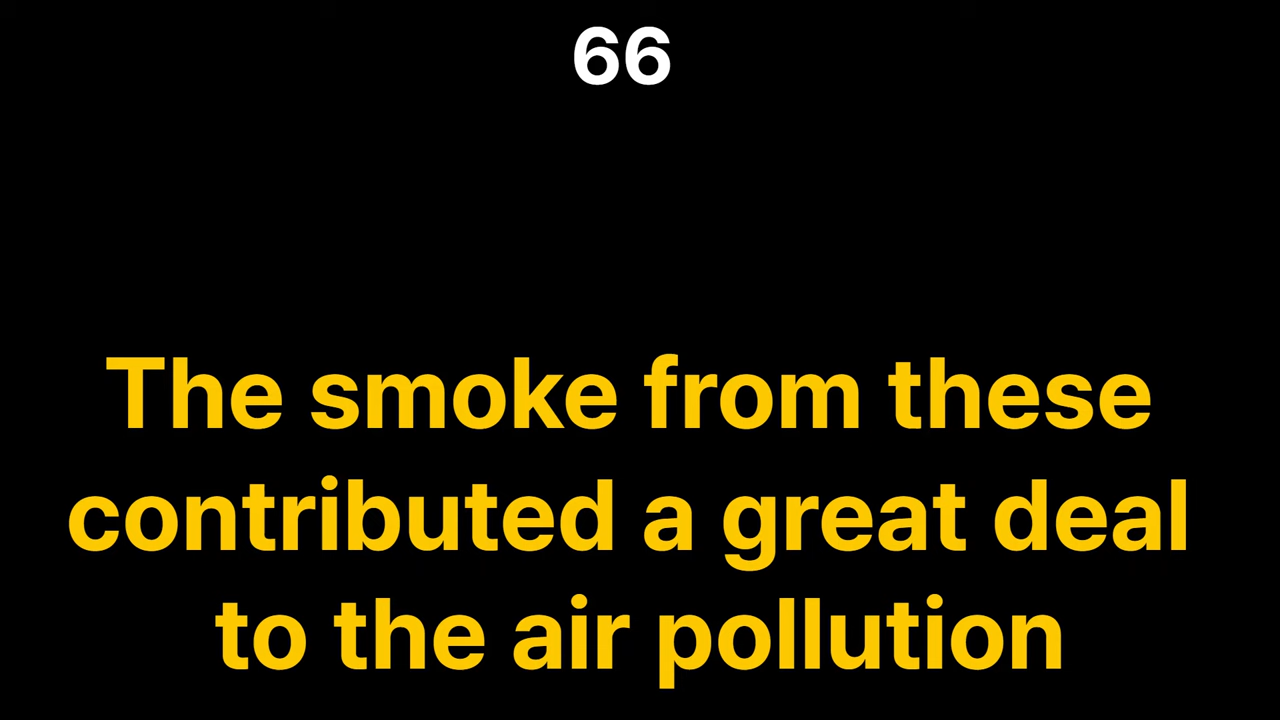 66
The smoke from these
contributed a great deal
to the air pollution